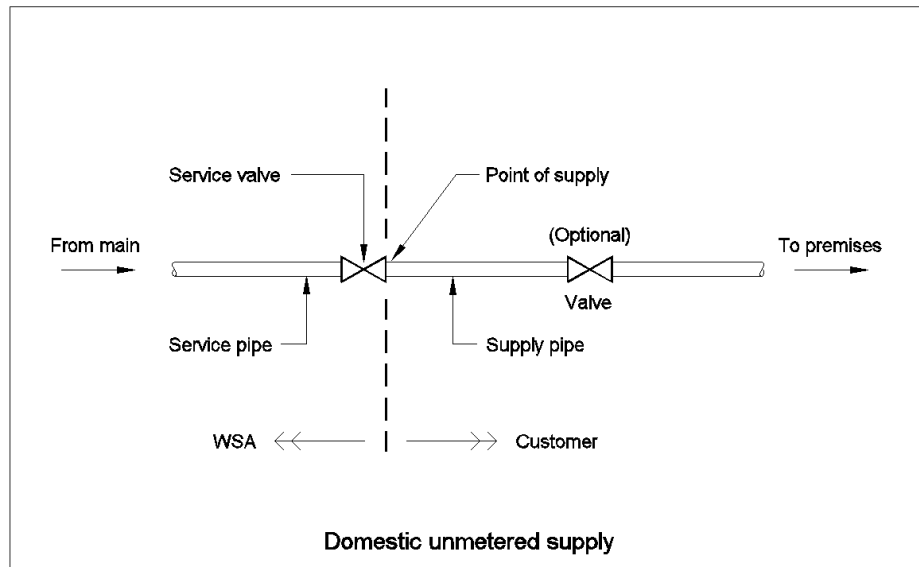 Service valve
Point of supply
From main
(Optional)
To premises
Valve
Service pipe
Supply pipe
WSA
Customer
Domestic unmetered supply